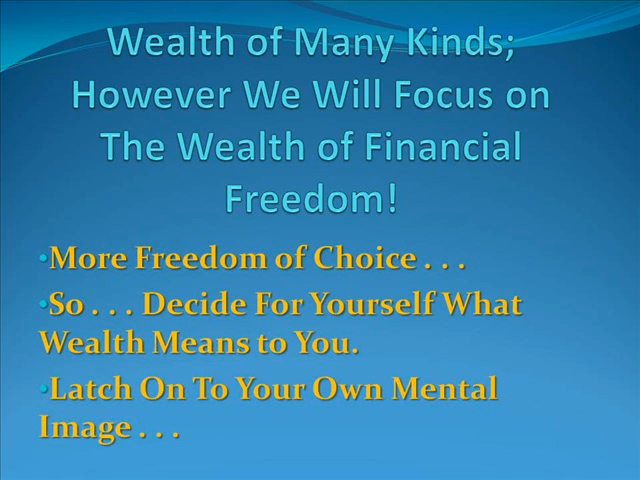 Wealth of Many Kinds;
However We Will Focus on
The Wealth of Financial
Freedom!
•More Freedom of Choice . . .
•So . . . Decide For Yourself What
Wealth Means to You.
•Latch On To Your Own Mental
Image . . .